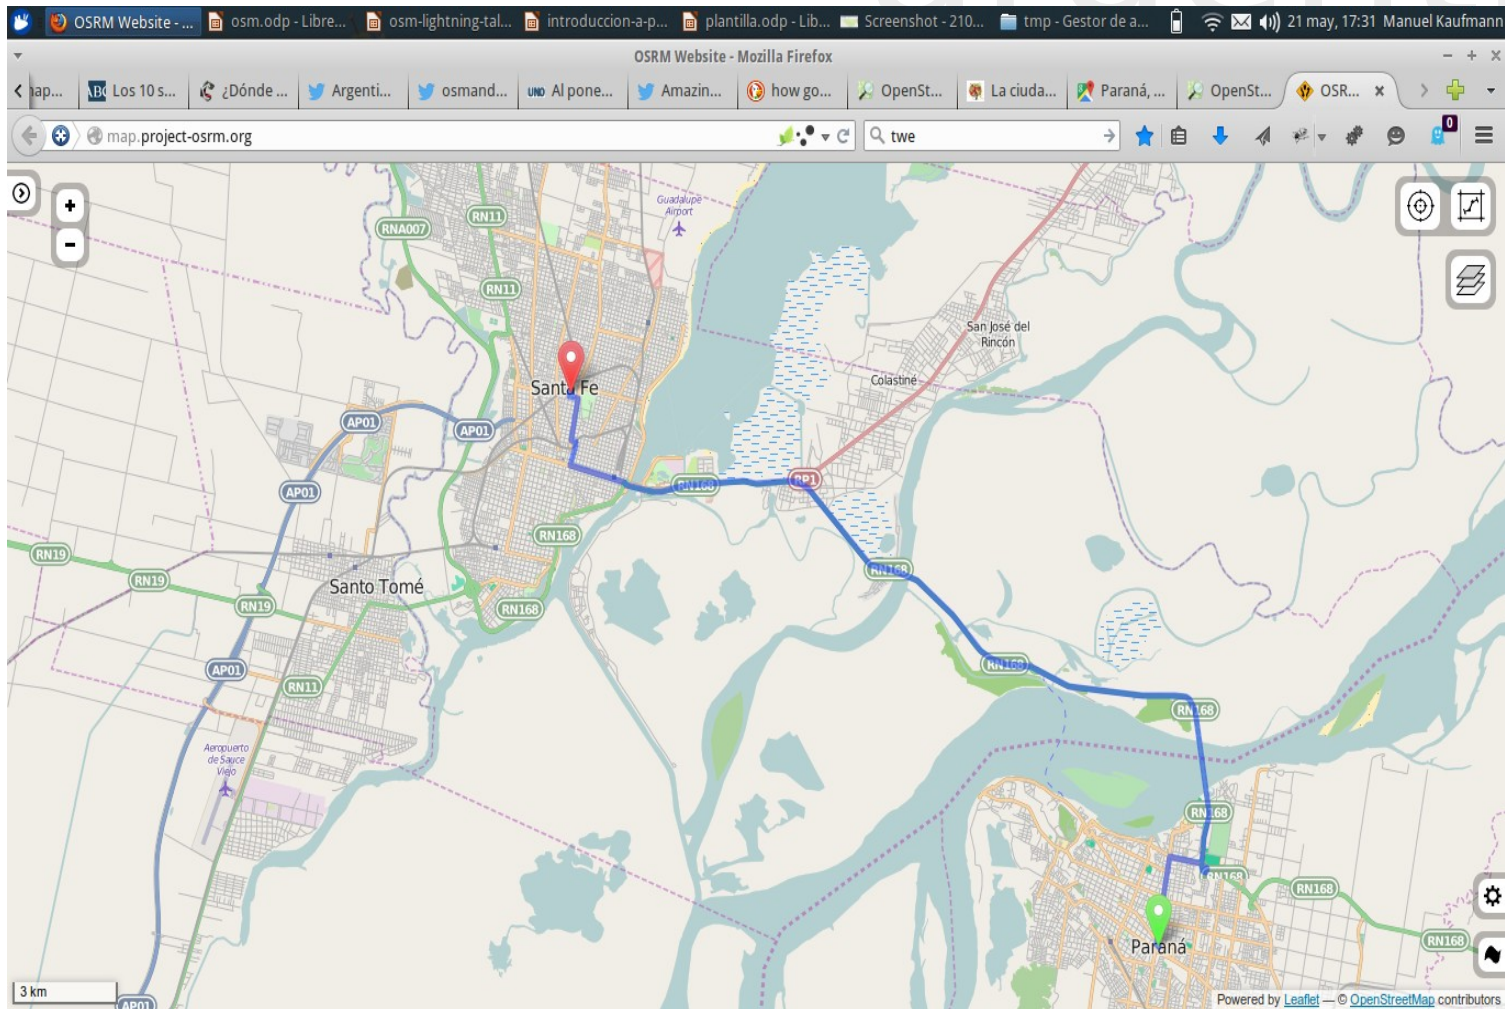 OSRM Website - ... osm.odp - Libre... osm-lightning-tal... introduccion-a-p... plantilla.odp - Lib... Screenshot - 210... tmp - Gestor de a... 21 may, 17:31 Manuel Kaufmann
OSRM Website - Mozilla Firefox
nap... ABC Los 10 s... ¿Dónde ... Argenti... osmand... UNO Al pone... Amazin... how go... OpenSt... La ciuda... Paraná, ... OpenSt... OSR...
map.project-osrm.org twe 0
+
-
Guadalupe
Airport
RN11
RNA007
RN11
San José del
Rincón
Santa Fe
Colastiné
AP01
AP01
RP1
RN168
AP01
RN168
RN19
RN168
RN19
Santo Tomé
RN19
RN168
RN168
AP01
RN11
RN168
Aeropuerto
de Sauce
Viejo
RN168
RN168
RN168
Paraná
RN168
3 km
AP01
Powered by Leaflet — © OpenStreetMap contributors